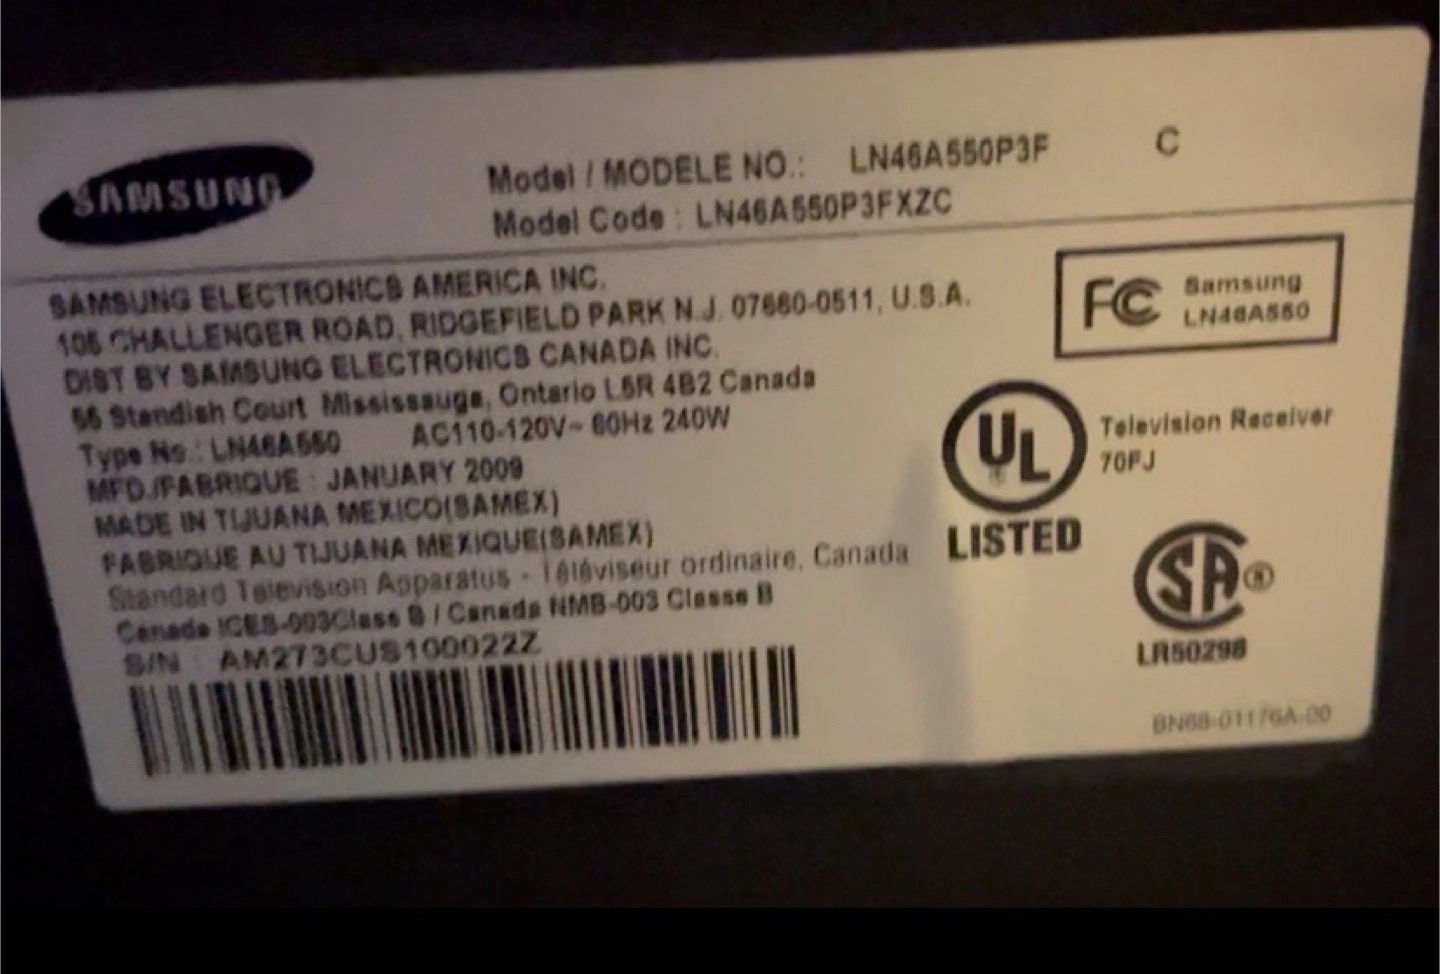 SAMSUNG
Model / MODELE NO.: LN46A550P3F C
Model Code : LN46A550P3FXZC
SAMSUNG ELECTRONICS AMERICA INC.
105 CHALLENGER ROAD, RIDGEFIELD PARK N.J. 07660-0511, U.S.A.
DIST BY SAMSUNG ELECTRONICS CANADA INC.
55 Standish Court Mississauga, Ontario L5R 4B2 Canada
Type No.: LN46A550 AC110-120V~ 60Hz 240W
MFD./FABRIQUE : JANUARY 2009
MADE IN TIJUANA MEXICO(SAMEX)
FABRIQUE AU TIJUANA MEXIQUE(SAMEX)
Standard Television Apparatus - Téléviseur ordinaire, Canada
Canada ICES-003Class B / Canada NMB-003 Classe B
S/N : AM273CUS100022Z
FC Samsung
LN46A550
UL ®
LISTED
Television Receiver
70FJ
SA ®
LR50298
BN68-01176A-00